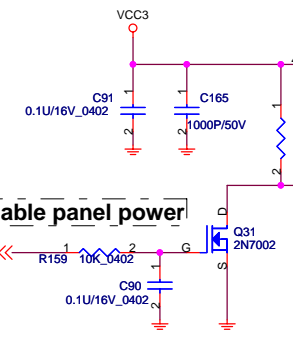 VCC3
C91
0.1U/16V_0402
1
2
1
2
C165
1000P/50V
1
2
able panel power
D
Q31
2N7002
G
S
1
2
R159
10K_0402
C90
0.1U/16V_0402
1
2